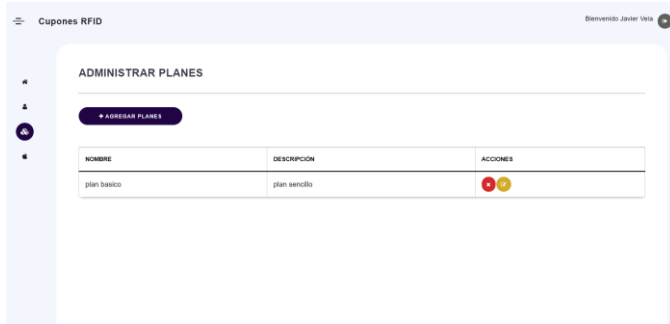 Cupones RFID
Bienvenido Javier Vela
ADMINISTRAR PLANES
+ AGREGAR PLANES
NOMBRE DESCRIPCIÓN ACCIONES
plan basico plan sencillo